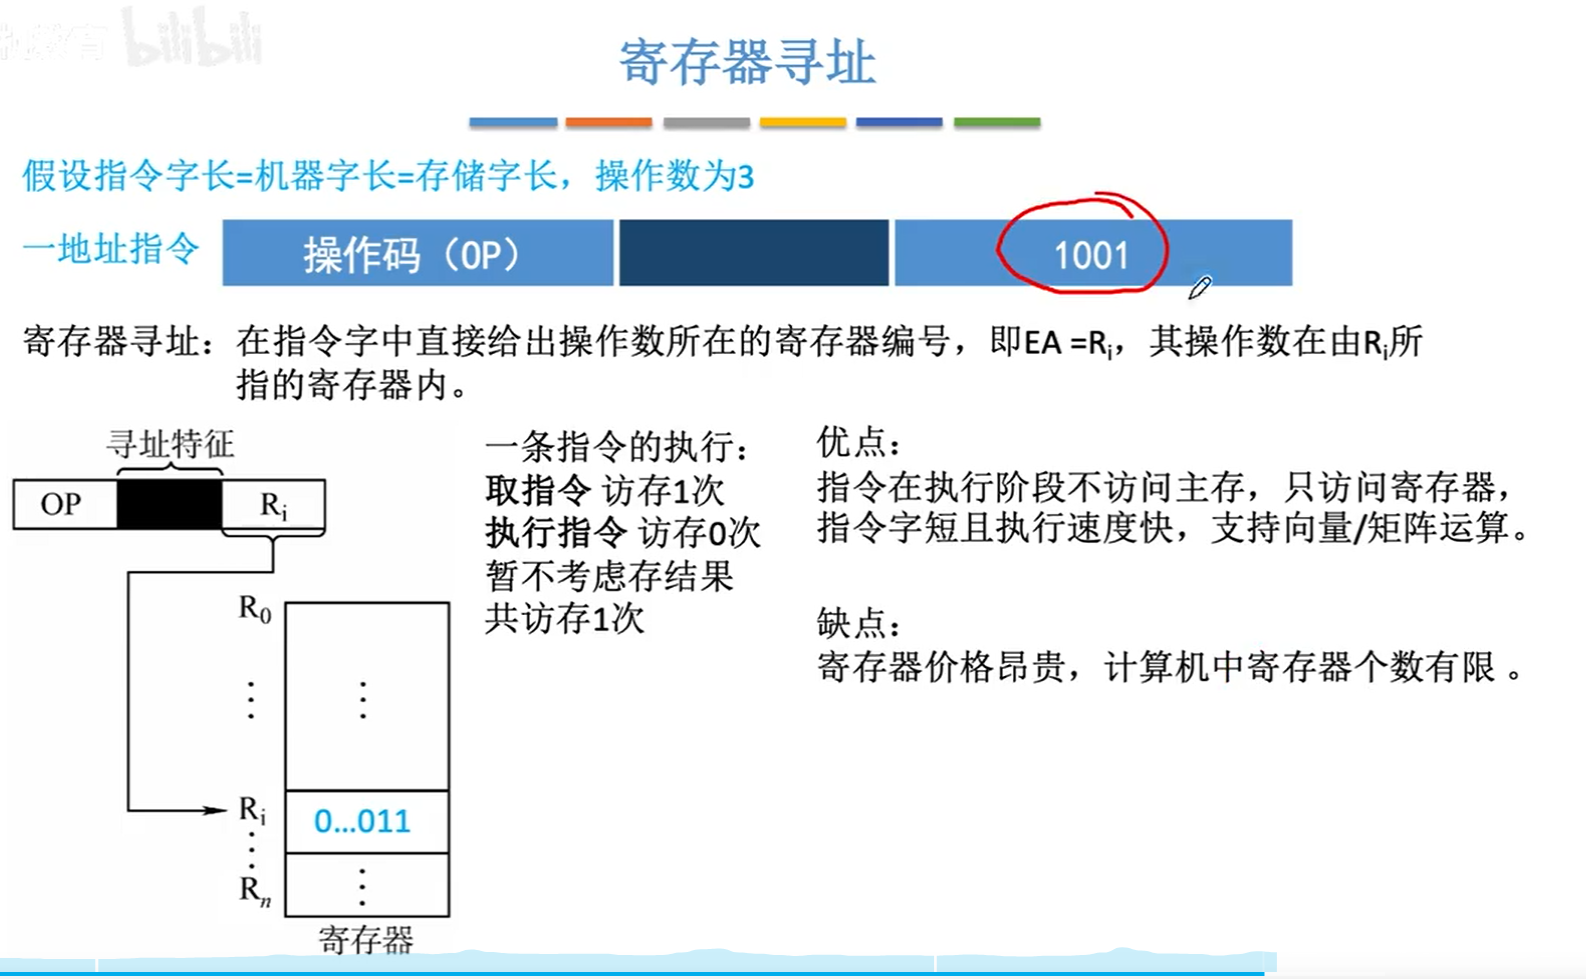 bilibili
寄存器寻址
假设指令字长=机器字长=存储字长，操作数为3
一地址指令
操作码（OP）
1001
寄存器寻址：在指令字中直接给出操作数所在的寄存器编号，即EA =Ri，其操作数在由Ri所
指的寄存器内。
寻址特征
OP
Ri
R0
⋮
⋮
Ri
0...011
⋮
Rn
⋮
寄存器
一条指令的执行：
取指令 访存1次
执行指令 访存0次
暂不考虑存结果
共访存1次
优点：
指令在执行阶段不访问主存，只访问寄存器，
指令字短且执行速度快，支持向量/矩阵运算。
缺点：
寄存器价格昂贵，计算机中寄存器个数有限 。